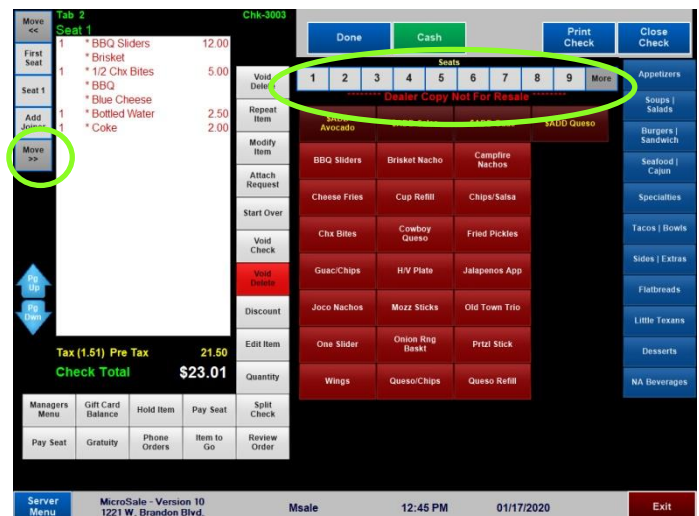 Move
<<
Tab 2
Chk-3003
Seat 1
First
Seat
Seat 1
Add
Joiner
Move
>>
1 * BBQ Sliders 12.00
* Brisket
1 * 1/2 Chx Bites 5.00
* BBQ
* Blue Cheese
1 * Bottled Water 2.50
1 * Coke 2.00
Pg
Up
Pg
Dwn
Tax (1.51) Pre Tax 21.50
Check Total $23.01
Void
Delete
Repeat
Item
Modify
Item
Attach
Request
Start Over
Void
Check
Void
Delete
Discount
Edit Item
Quantity
Split
Check
Review
Order
Managers
Menu
Gift Card
Balance
Hold Item
Pay Seat
Pay Seat
Gratuity
Phone
Orders
Item to
Go
Done
Cash
Print
Check
Close
Check
Seats
1 2 3 4 5 6 7 8 9 More
******** Dealer Copy Not For Resale ********
$ADD
Avocado
$ADD Queso
BBQ Sliders
Brisket Nacho
Campfire
Nachos
Cheese Fries
Cup Refill
Chips/Salsa
Chx Bites
Cowboy
Queso
Fried Pickles
Guac/Chips
H/V Plate
Jalapenos App
Joco Nachos
Mozz Sticks
Old Town Trio
One Slider
Onion Rng
Baskt
Prtzl Stick
Wings
Queso/Chips
Queso Refill
Appetizers
Soups |
Salads
Burgers |
Sandwich
Seafood |
Cajun
Specialties
Tacos | Bowls
Sides | Extras
Flatbreads
Little Texans
Desserts
NA Beverages
Server
Menu
MicroSale - Version 10
1221 W. Brandon Blvd.
Msale
12:45 PM
01/17/2020
Exit